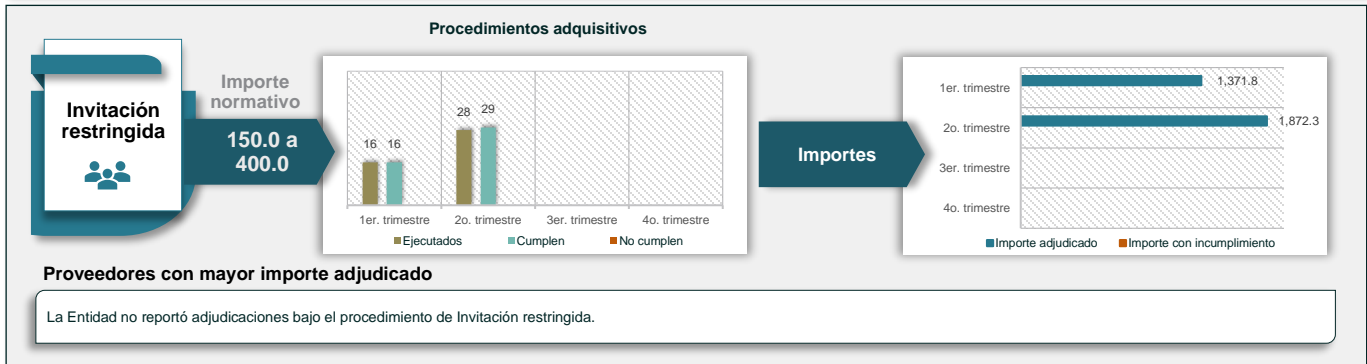 Procedimientos adquisitivos
Invitación
restringida
Importe
normativo
150.0 a
400.0
16
16
28
29
1er. trimestre
2o. trimestre
3er. trimestre
4o. trimestre
Ejecutados
Cumplen
No cumplen
Importes
1er. trimestre
1,371.8
2o. trimestre
1,872.3
3er. trimestre
4o. trimestre
Importe adjudicado
Importe con incumplimiento
Proveedores con mayor importe adjudicado
La Entidad no reportó adjudicaciones bajo el procedimiento de Invitación restringida.